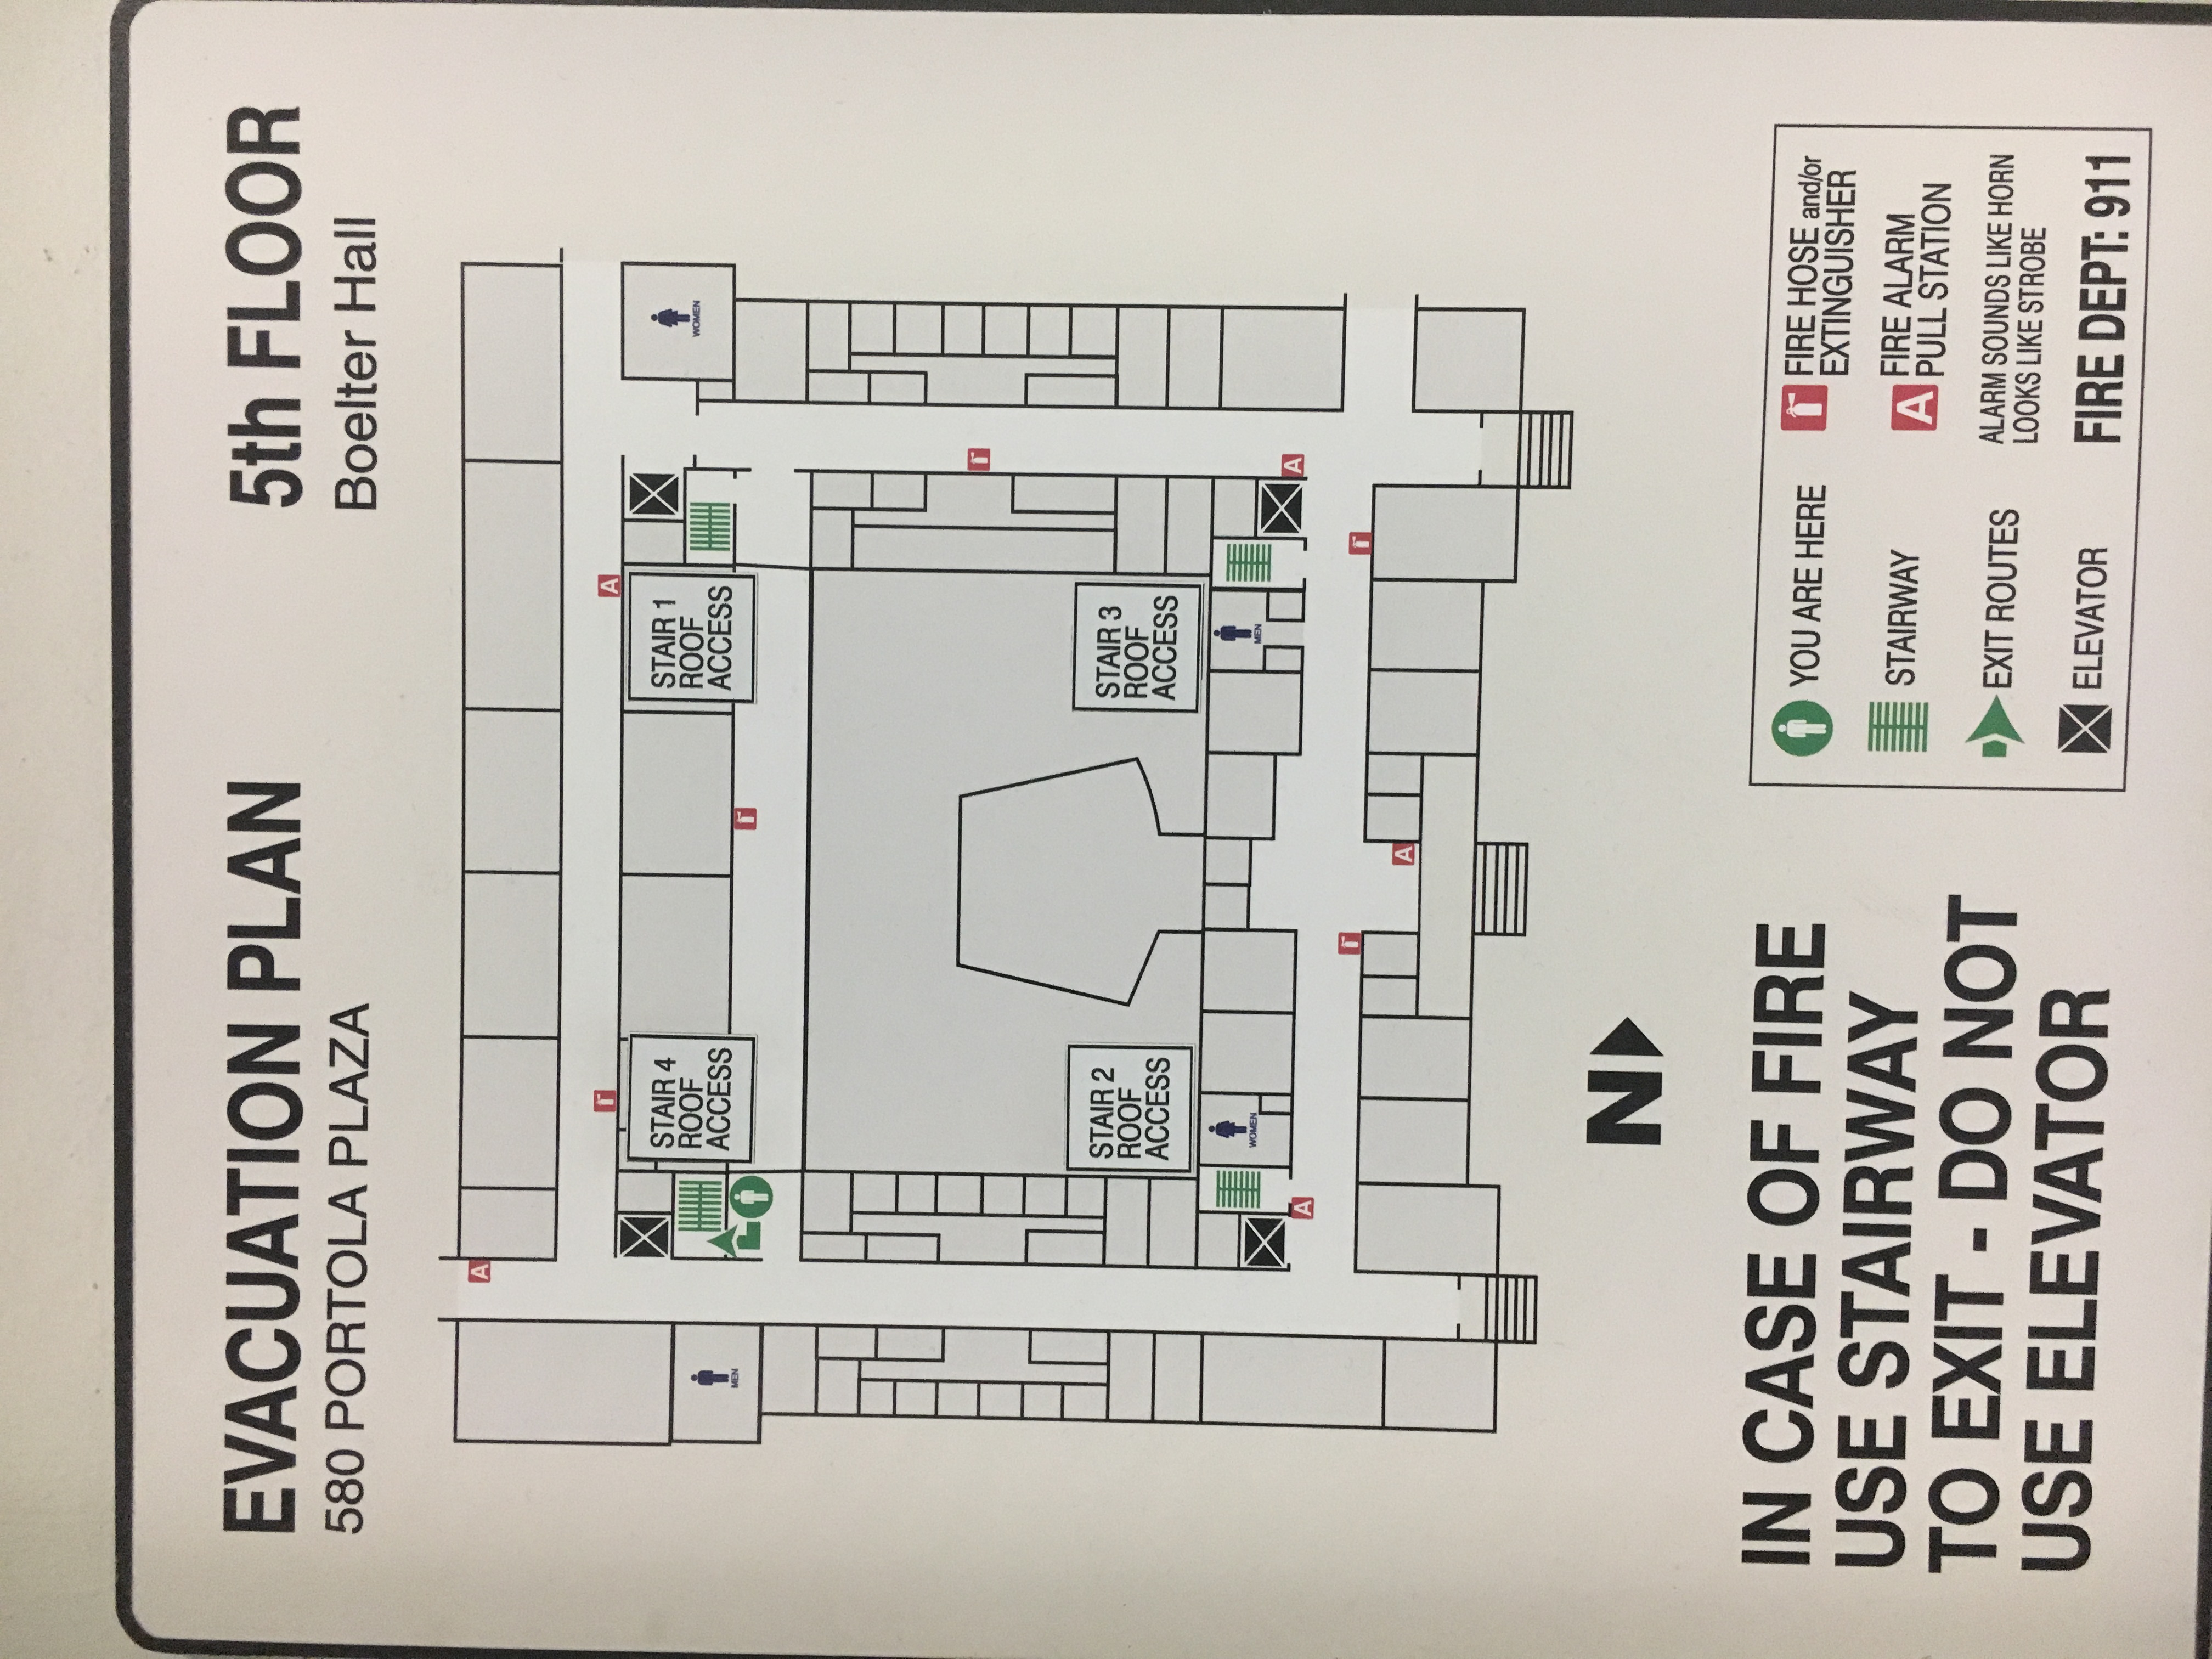 EVACUATION PLAN
580 PORTOLA PLAZA
5th FLOOR
Boelter Hall
A
A
STAIR 4
ROOF
ACCESS
STAIR 1
ROOF
ACCESS
MEN
WOMEN
STAIR 2
ROOF
ACCESS
STAIR 3
ROOF
ACCESS
WOMEN
MEN
A
A
A
N
IN CASE OF FIRE
USE STAIRWAY
TO EXIT - DO NOT
USE ELEVATOR
YOU ARE HERE
STAIRWAY
EXIT ROUTES
ELEVATOR
FIRE HOSE and/or
EXTINGUISHER
A
FIRE ALARM
PULL STATION
ALARM SOUNDS LIKE HORN
LOOKS LIKE STROBE
FIRE DEPT: 911